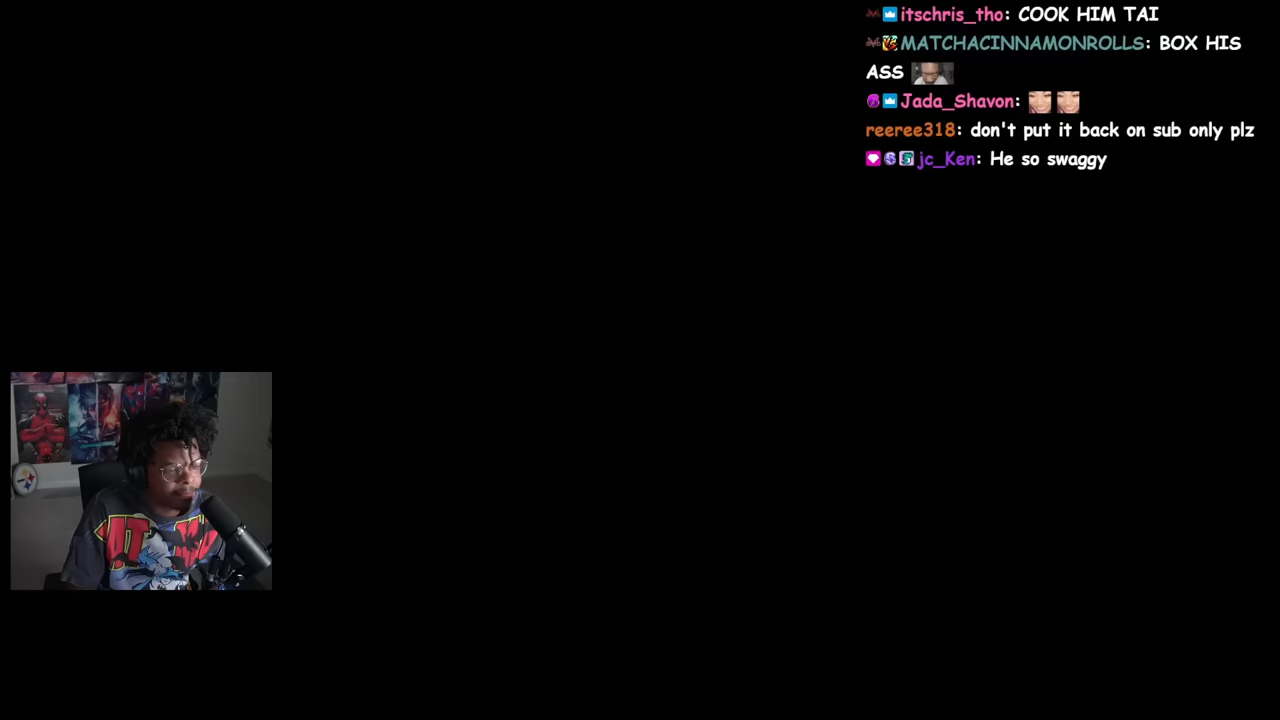 itschris_tho: COOK HIM TAI
MATCHACINNAMONROLLS: BOX HIS
ASS
Jada_Shavon:
reeree318: don't put it back on sub only plz
jc_Ken: He so swaggy